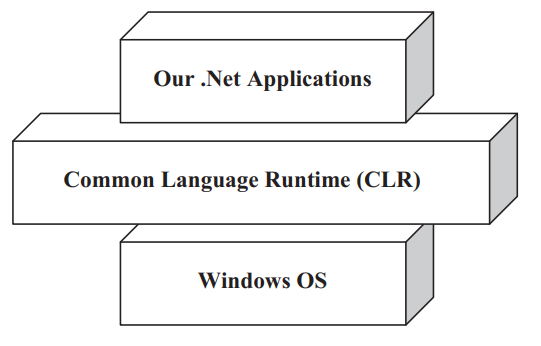 Our .Net Applications
Common Language Runtime (CLR)
Windows OS